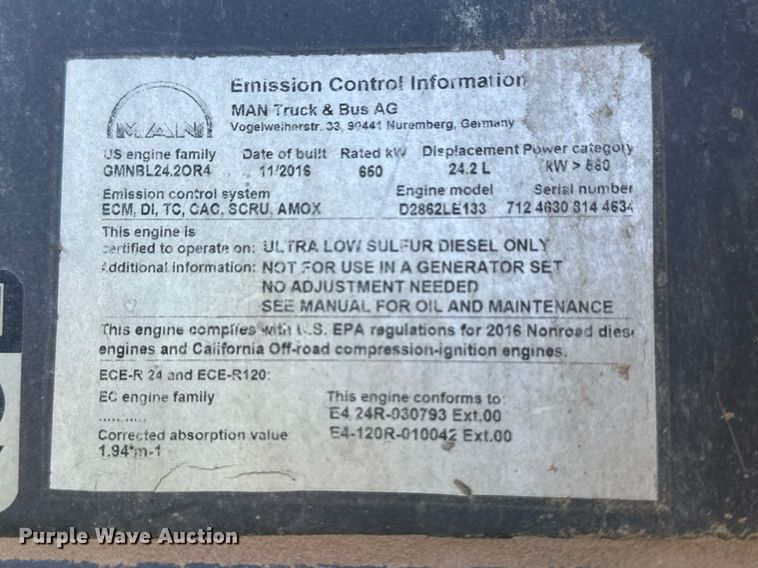 Emission Control Information
MAN Truck & Bus AG
Vogelweiherstr. 33, 90441 Nuremberg, Germany
MAN
US engine family Date of built Rated kW Displacement Power category
GMNBL24.2OR4 11/2016 660 24.2 L kW > 560
Emission control system Engine model Serial number
ECM, DI, TC, CAC, SCRU, AMOX D2862LE133 712 4630 314 4634
This engine is
certified to operate on: ULTRA LOW SULFUR DIESEL ONLY
Additional information: NOT FOR USE IN A GENERATOR SET
NO ADJUSTMENT NEEDED
SEE MANUAL FOR OIL AND MAINTENANCE
This engine complies with U.S. EPA regulations for 2016 Nonroad diese
engines and California Off-road compression-ignition engines.
ECE-R 24 and ECE-R120:
EC engine family This engine conforms to:
........... E4 24R-030793 Ext.00
Corrected absorption value E4-120R-010042 Ext.00
1.94*m-1
Purple Wave Auction